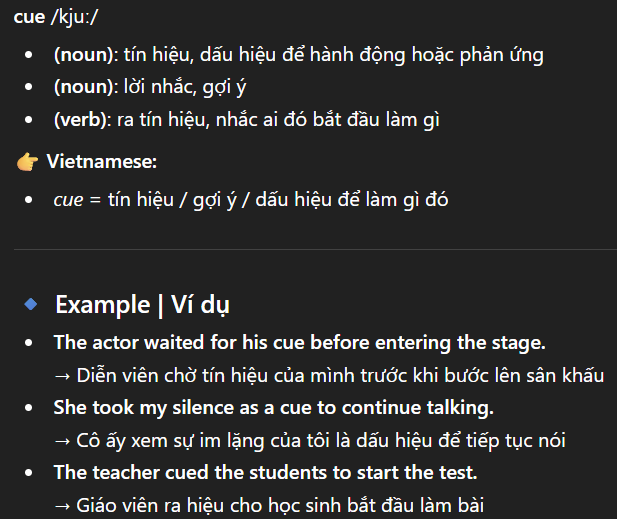 cue /kjuː/
• (noun): tín hiệu, dấu hiệu để hành động hoặc phản ứng
• (noun): lời nhắc, gợi ý
• (verb): ra tín hiệu, nhắc ai đó bắt đầu làm gì
👉 Vietnamese:
• cue = tín hiệu / gợi ý / dấu hiệu để làm gì đó
🔹 Example | Ví dụ
• The actor waited for his cue before entering the stage.
→ Diễn viên chờ tín hiệu của mình trước khi bước lên sân khấu
• She took my silence as a cue to continue talking.
→ Cô ấy xem sự im lặng của tôi là dấu hiệu để tiếp tục nói
• The teacher cued the students to start the test.
→ Giáo viên ra hiệu cho học sinh bắt đầu làm bài